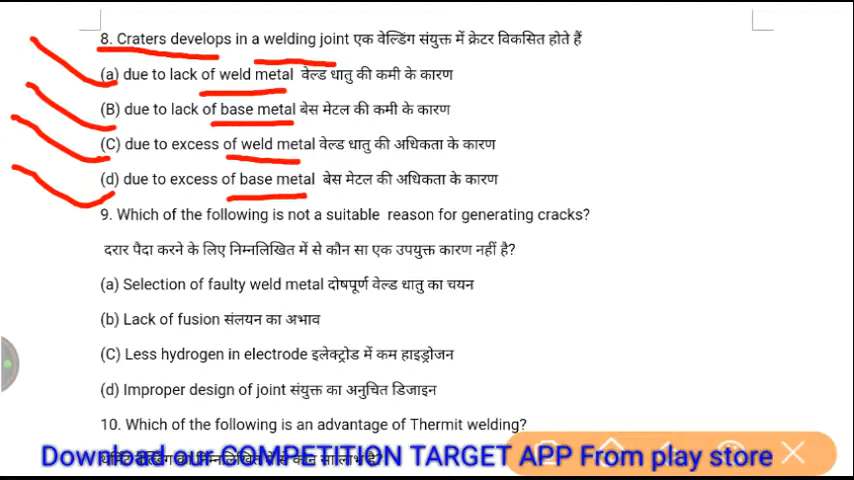 8. Craters develops in a welding joint एक वेल्डिंग संयुक्त में क्रेटर विकसित होते हैं
(a) due to lack of weld metal वेल्ड धातु की कमी के कारण
(B) due to lack of base metal बेस मेटल की कमी के कारण
(C) due to excess of weld metal वेल्ड धातु की अधिकता के कारण
(d) due to excess of base metal बेस मेटल की अधिकता के कारण
9. Which of the following is not a suitable reason for generating cracks?
दरार पैदा करने के लिए निम्नलिखित में से कौन सा एक उपयुक्त कारण नहीं है?
(a) Selection of faulty weld metal दोषपूर्ण वेल्ड धातु का चयन
(b) Lack of fusion संलयन का अभाव
(C) Less hydrogen in electrode इलेक्ट्रोड में कम हाइड्रोजन
(d) Improper design of joint संयुक्त का अनुचित डिजाइन
10. Which of the following is an advantage of Thermit welding?
Download our COMPETITION TARGET APP From play store